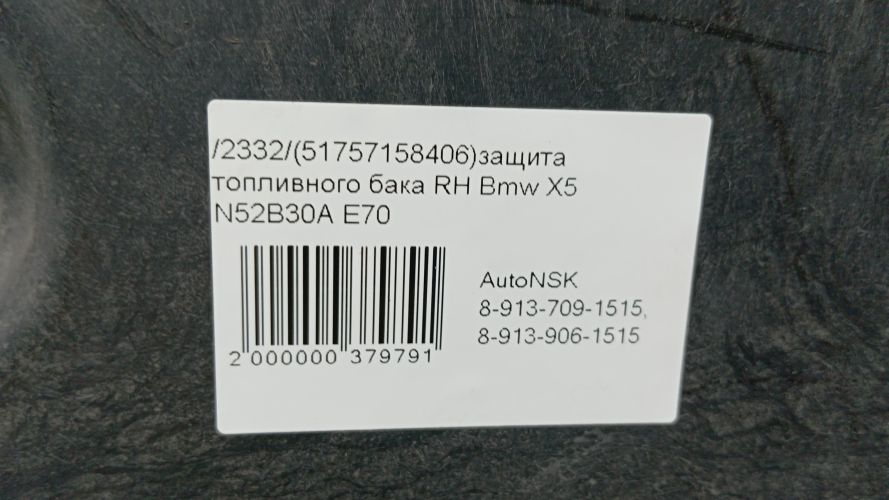 /2332/(51757158406)защита
топливного бака RH Bmw X5
N52B30A E70
AutoNSK
8-913-709-1515,
8-913-906-1515
2 000000 379791